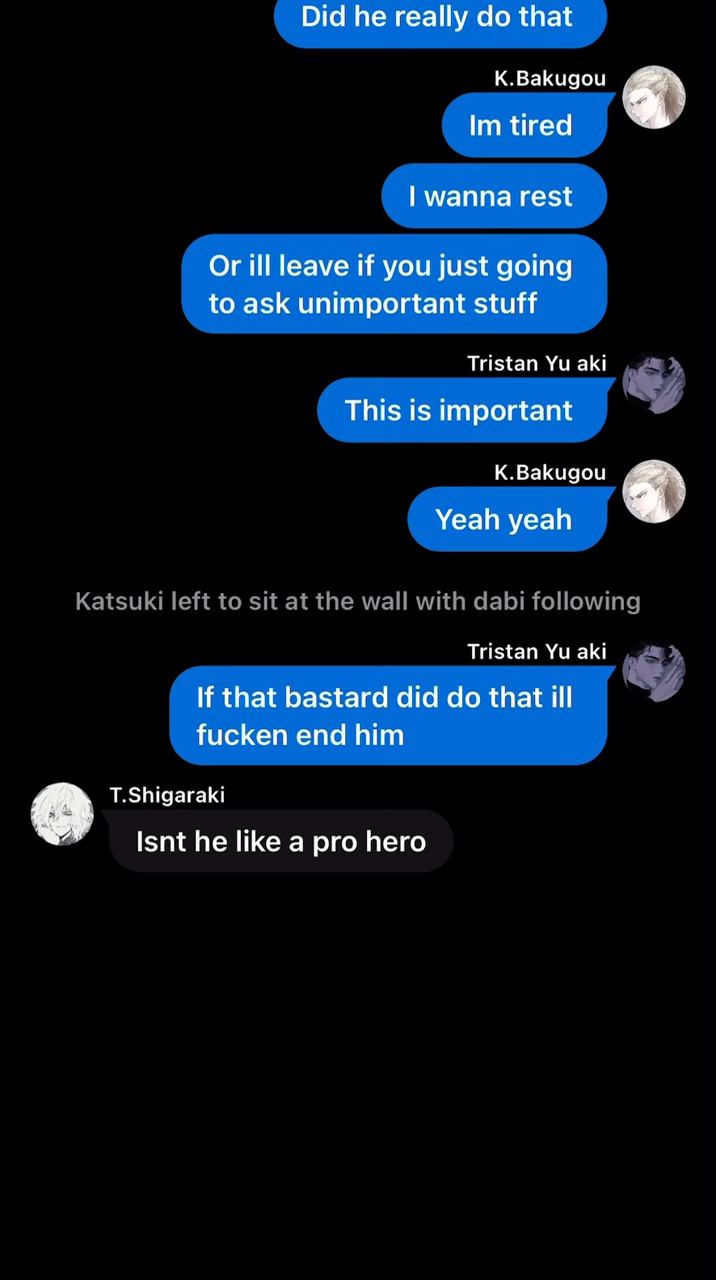 Did he really do that
K.Bakugou
Im tired
I wanna rest
Or ill leave if you just going
to ask unimportant stuff
Tristan Yu aki
This is important
K.Bakugou
Yeah yeah
Katsuki left to sit at the wall with dabi following
Tristan Yu aki
If that bastard did do that ill
fucken end him
T.Shigaraki
Isnt he like a pro hero